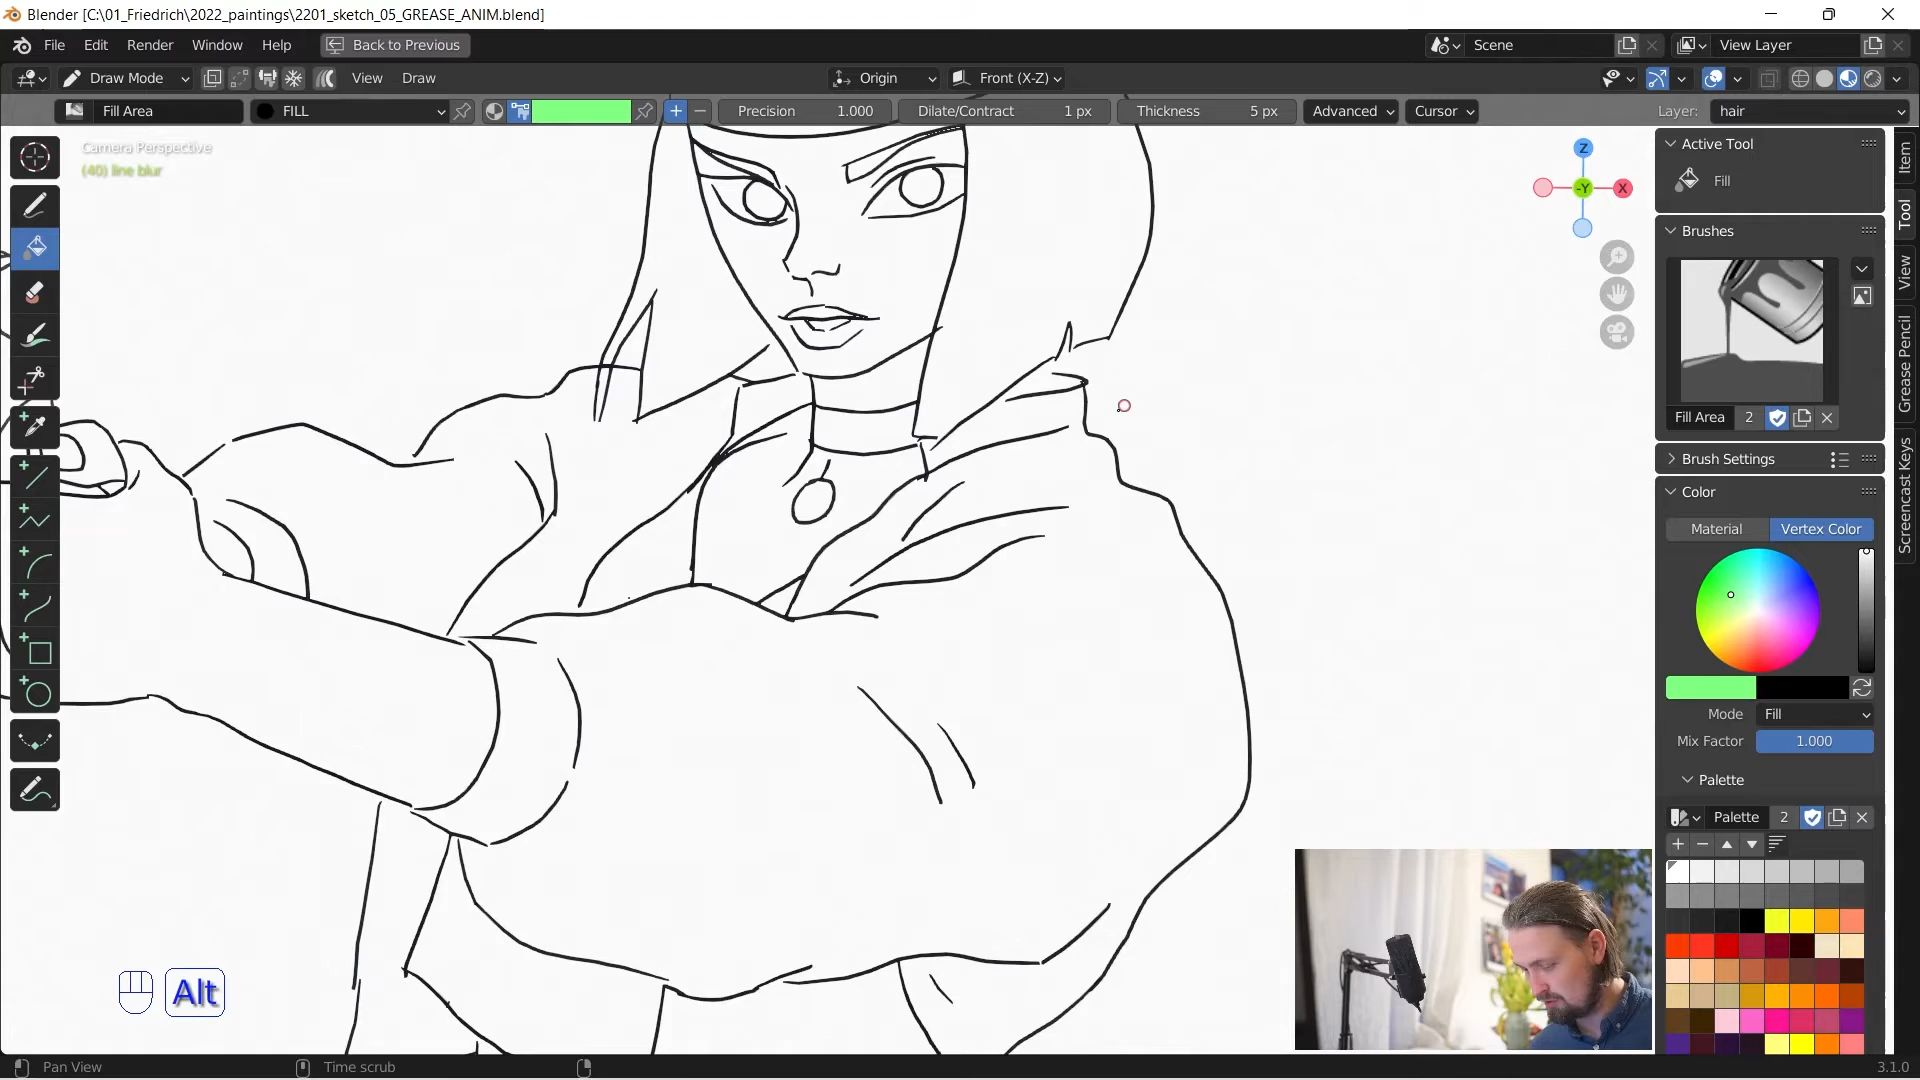 Blender [C:\01_Friedrich\2022_paintings\2201_sketch_05_GREASE_ANIM.blend]
File Edit Render Window Help Back to Previous Scene View Layer
Draw Mode View Draw Origin Front (X-Z)
Fill Area FILL Precision 1.000 Dilate/Contract 1 px Thickness 5 px Advanced Cursor Layer: hair
Camera Perspective
(40) line blur
Z
-Y
X
Active Tool
Fill
Brushes
Fill Area 2
Brush Settings
Color
Material Vertex Color
Mode Fill
Mix Factor 1.000
Palette
Palette 2
Item
Tool
View
Grease Pencil
Screencast Keys
Alt
Pan View Time scrub 3.1.0